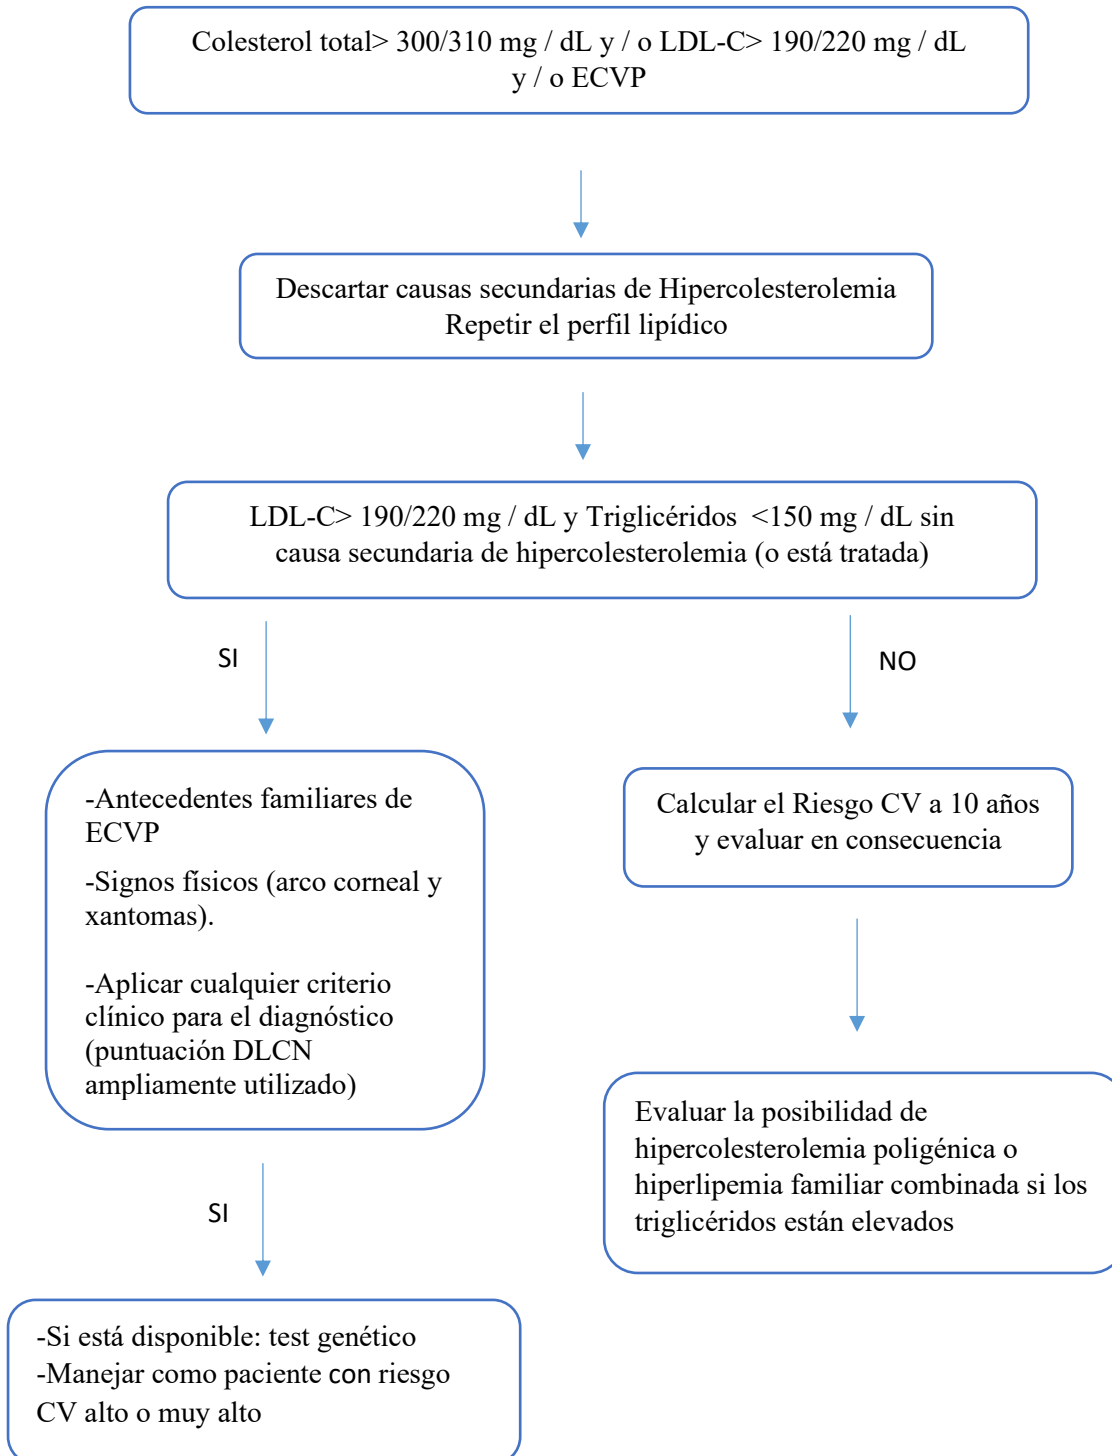 Colesterol total> 300/310 mg / dL y / o LDL-C> 190/220 mg / dL
y / o ECVP
Descartar causas secundarias de Hipercolesterolemia
Repetir el perfil lipídico
LDL-C> 190/220 mg / dL y Triglicéridos <150 mg / dL sin
causa secundaria de hipercolesterolemia (o está tratada)
SI
NO
-Antecedentes familiares de
ECVP
-Signos físicos (arco corneal y
xantomas).
-Aplicar cualquier criterio
clínico para el diagnóstico
(puntuación DLCN
ampliamente utilizado)
Calcular el Riesgo CV a 10 años
y evaluar en consecuencia
SI
Evaluar la posibilidad de
hipercolesterolemia poligénica o
hiperlipemia familiar combinada si los
triglicéridos están elevados
-Si está disponible: test genético
-Manejar como paciente con riesgo
CV alto o muy alto